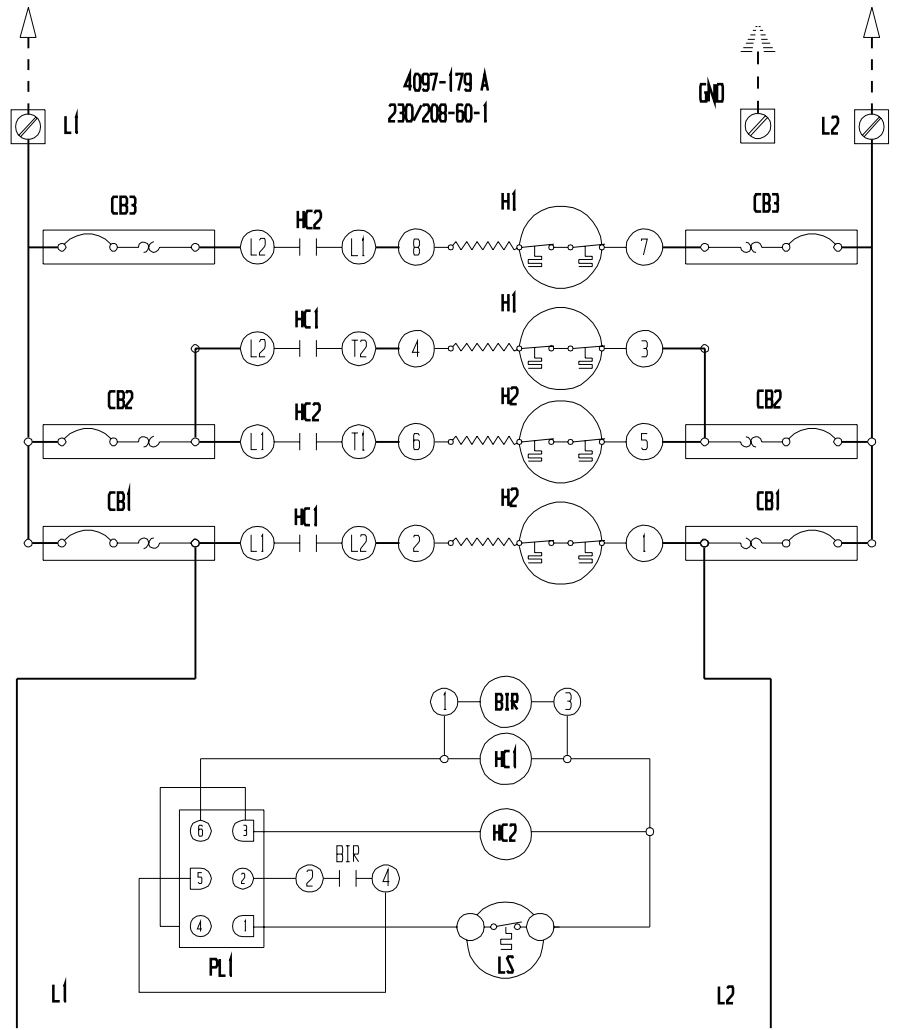 4097-179 A
230/208-60-1
GND
L1
L2
CB3
HC2
H1
CB3
L2
L1
8
7
H1
HC1
L2
T2
4
3
CB2
HC2
H2
CB2
L1
T1
6
5
CB1
HC1
H2
CB1
L1
L2
2
1
1
BIR
3
HC1
6
3
HC2
BIR
5
2
2
4
4
1
LS
PL1
L1
L2